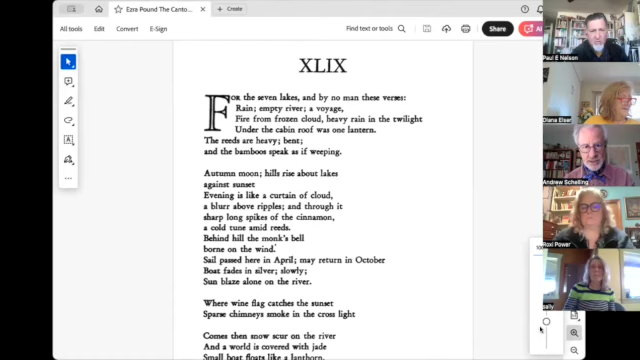 Ezra Pound The Canto...
+ Create
All tools
Edit
Convert
E-Sign
Find text or tools
Share
AI
XLIX
FOR the seven lakes, and by no man these verses:
Rain; empty river; a voyage,
Fire from frozen cloud, heavy rain in the twilight
Under the cabin roof was one lantern.
The reeds are heavy; bent;
and the bamboos speak as if weeping.
Autumn moon; hills rise about lakes
against sunset
Evening is like a curtain of cloud,
a blurr above ripples; and through it
sharp long spikes of the cinnamon,
a cold tune amid reeds.
Behind hill the monk's bell
borne on the wind.
Sail passed here in April; may return in October
Boat fades in silver; slowly;
Sun blaze alone on the river.
Where wine flag catches the sunset
Sparse chimneys smoke in the cross light
Comes then snow scur on the river
And a world is covered with jade
Small boat floats like a lanthorn,
Paul E Nelson
Diana Elser
Andrew Schelling
Roxi Power
sally